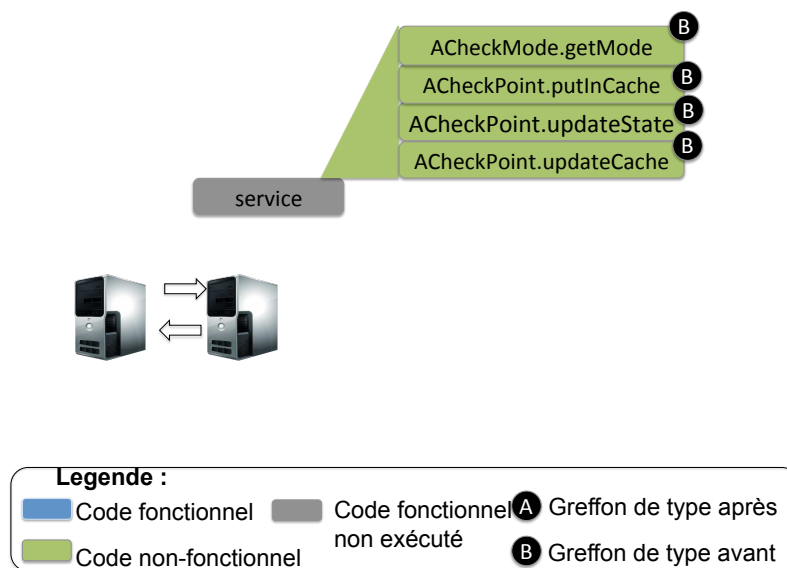 B
ACheckMode.getMode
B
ACheckPoint.putInCache
B
ACheckPoint.updateState
B
ACheckPoint.updateCache
service
Legende :
Code fonctionnel
Code fonctionnel
non exécuté
A Greffon de type après
Code non-fonctionnel
B Greffon de type avant